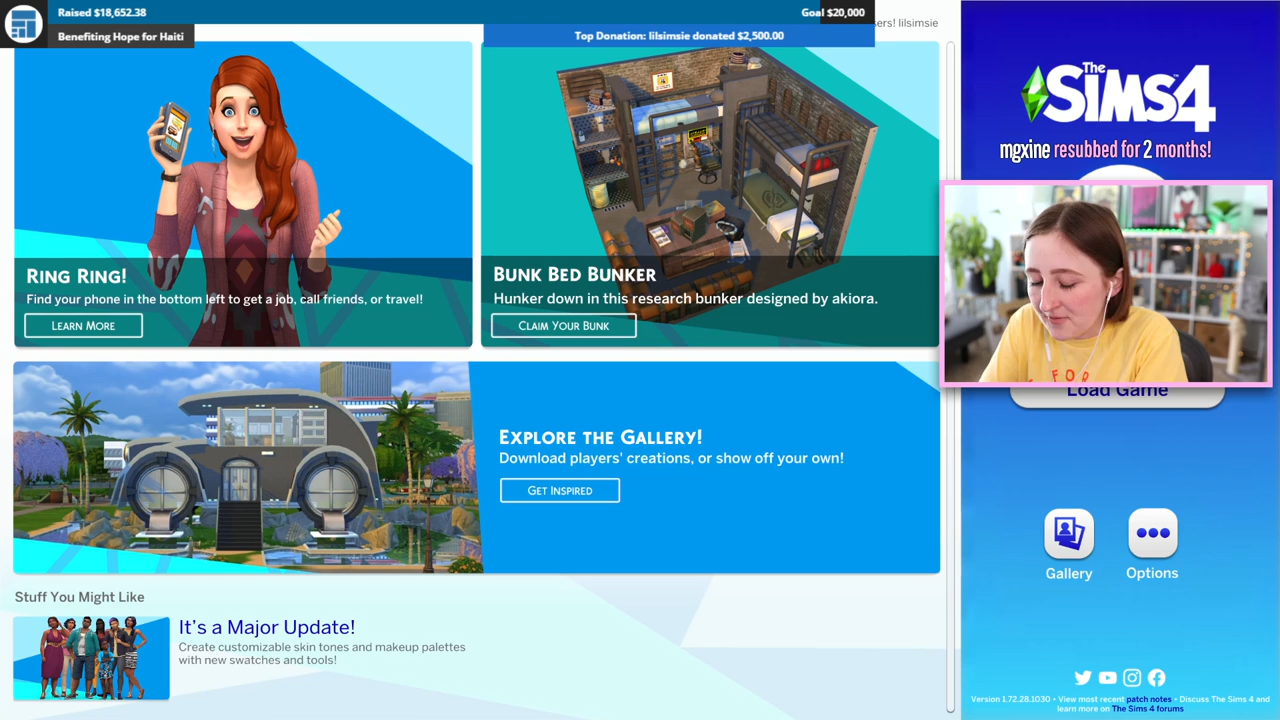 Raised $18,652.38
Goal $20,000
Benefiting Hope for Haiti
Top Donation: lilsimsie donated $2,500.00
sers! lilsimsie
The SIMS 4
mgxine resubbed for 2 months!
RING RING!
Find your phone in the bottom left to get a job, call friends, or travel!
LEARN MORE
BUNK BED BUNKER
Hunker down in this research bunker designed by akiora.
CLAIM YOUR BUNK
FOR
Load Game
EXPLORE THE GALLERY!
Download players' creations, or show off your own!
GET INSPIRED
Gallery
Options
Stuff You Might Like
It's a Major Update!
Create customizable skin tones and makeup palettes
with new swatches and tools!
Version 1.72.28.1030 • View most recent patch notes • Discuss The Sims 4 and
learn more on The Sims 4 forums